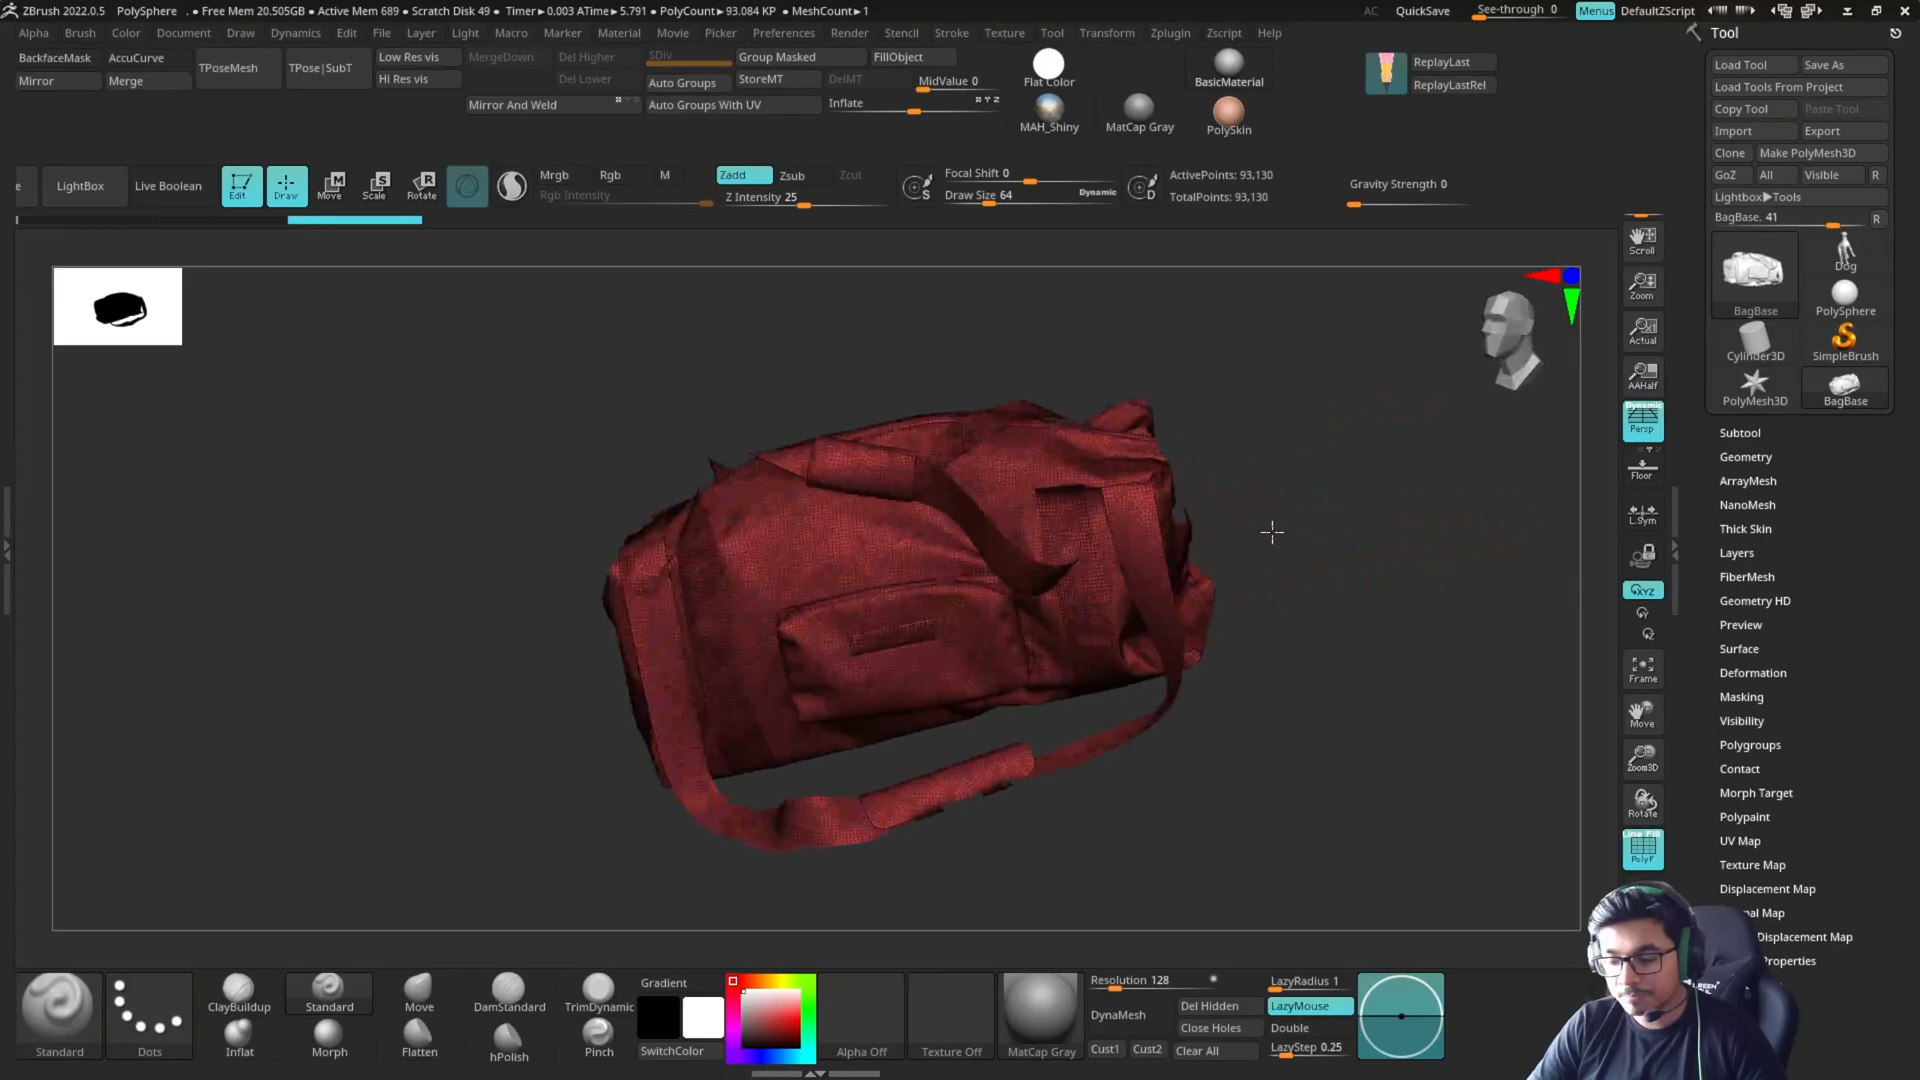 ZBrush 2022.0.5 PolySphere . • Free Mem 20.505GB • Active Mem 689 • Scratch Disk 49 • Timer▸0.003 ATime▸5.791 • PolyCount▸93.084 KP • MeshCount▸1
AC QuickSave See-through 0 Menus DefaultZScript
Alpha Brush Color Document Draw Dynamics Edit File Layer Light Macro Marker Material Movie Picker Preferences Render Stencil Stroke Texture Tool Transform Zplugin Zscript Help
BackfaceMask AccuCurve TPoseMesh TPose|SubT Low Res vis MergeDown Del Higher SDiv Group Masked FillObject
Mirror Merge Hi Res vis Del Lower Auto Groups StoreMT DelMT MidValue 0
Mirror And Weld Auto Groups With UV Inflate
Flat Color BasicMaterial
MAH_Shiny MatCap Gray PolySkin
ReplayLast
ReplayLastRel
e LightBox Live Boolean Edit Draw Move Scale Rotate
M
S
R
Mrgb Rgb M
Rgb Intensity
Zadd Zsub Zcut
Z Intensity 25
S
Focal Shift 0
Draw Size 64 Dynamic
D
ActivePoints: 93,130
TotalPoints: 93,130
Gravity Strength 0
Scroll
Zoom
Actual
AAHalf
Dynamic
Persp
Floor
L.Sym
XYZ
Y
Z
Frame
Move
Zoom3D
Rotate
Line Fill
PolyF
Tool
Load Tool Save As
Load Tools From Project
Copy Tool Paste Tool
Import Export
Clone Make PolyMesh3D
GoZ All Visible R
Lightbox▸Tools
BagBase. 41 R
BagBase Dog
PolySphere
Cylinder3D SimpleBrush
PolyMesh3D BagBase
Subtool
Geometry
ArrayMesh
NanoMesh
Thick Skin
Layers
FiberMesh
Geometry HD
Preview
Surface
Deformation
Masking
Visibility
Polygroups
Contact
Morph Target
Polypaint
UV Map
Texture Map
Displacement Map
Map
Displacement Map
Standard Dots
ClayBuildup Standard Move DamStandard TrimDynamic
Inflat Morph Flatten hPolish Pinch
Gradient
SwitchColor
Alpha Off Texture Off MatCap Gray
Resolution 128
DynaMesh
Cust1 Cust2
Del Hidden
Close Holes
Clear All
LazyRadius 1
LazyMouse
Double
LazyStep 0.25